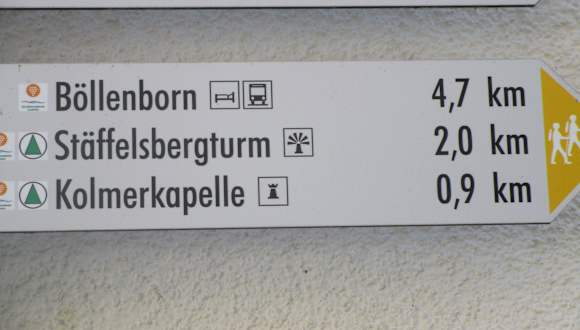 Böllenborn 4,7 km
Stäffelsbergturm 2,0 km
Kolmerkapelle 0,9 km